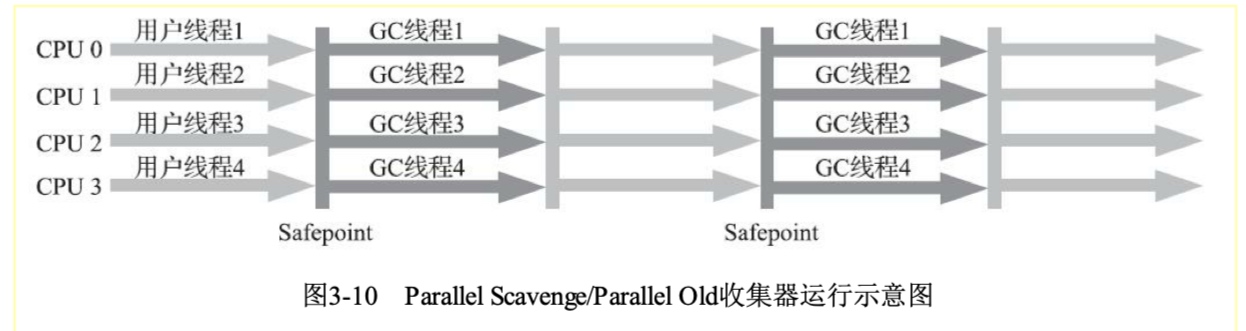 用户线程1 GC线程1 GC线程1
CPU 0
用户线程2 GC线程2 GC线程2
CPU 1
用户线程3 GC线程3 GC线程3
CPU 2
用户线程4 GC线程4 GC线程4
CPU 3
Safepoint Safepoint
图3-10 Parallel Scavenge/Parallel Old收集器运行示意图